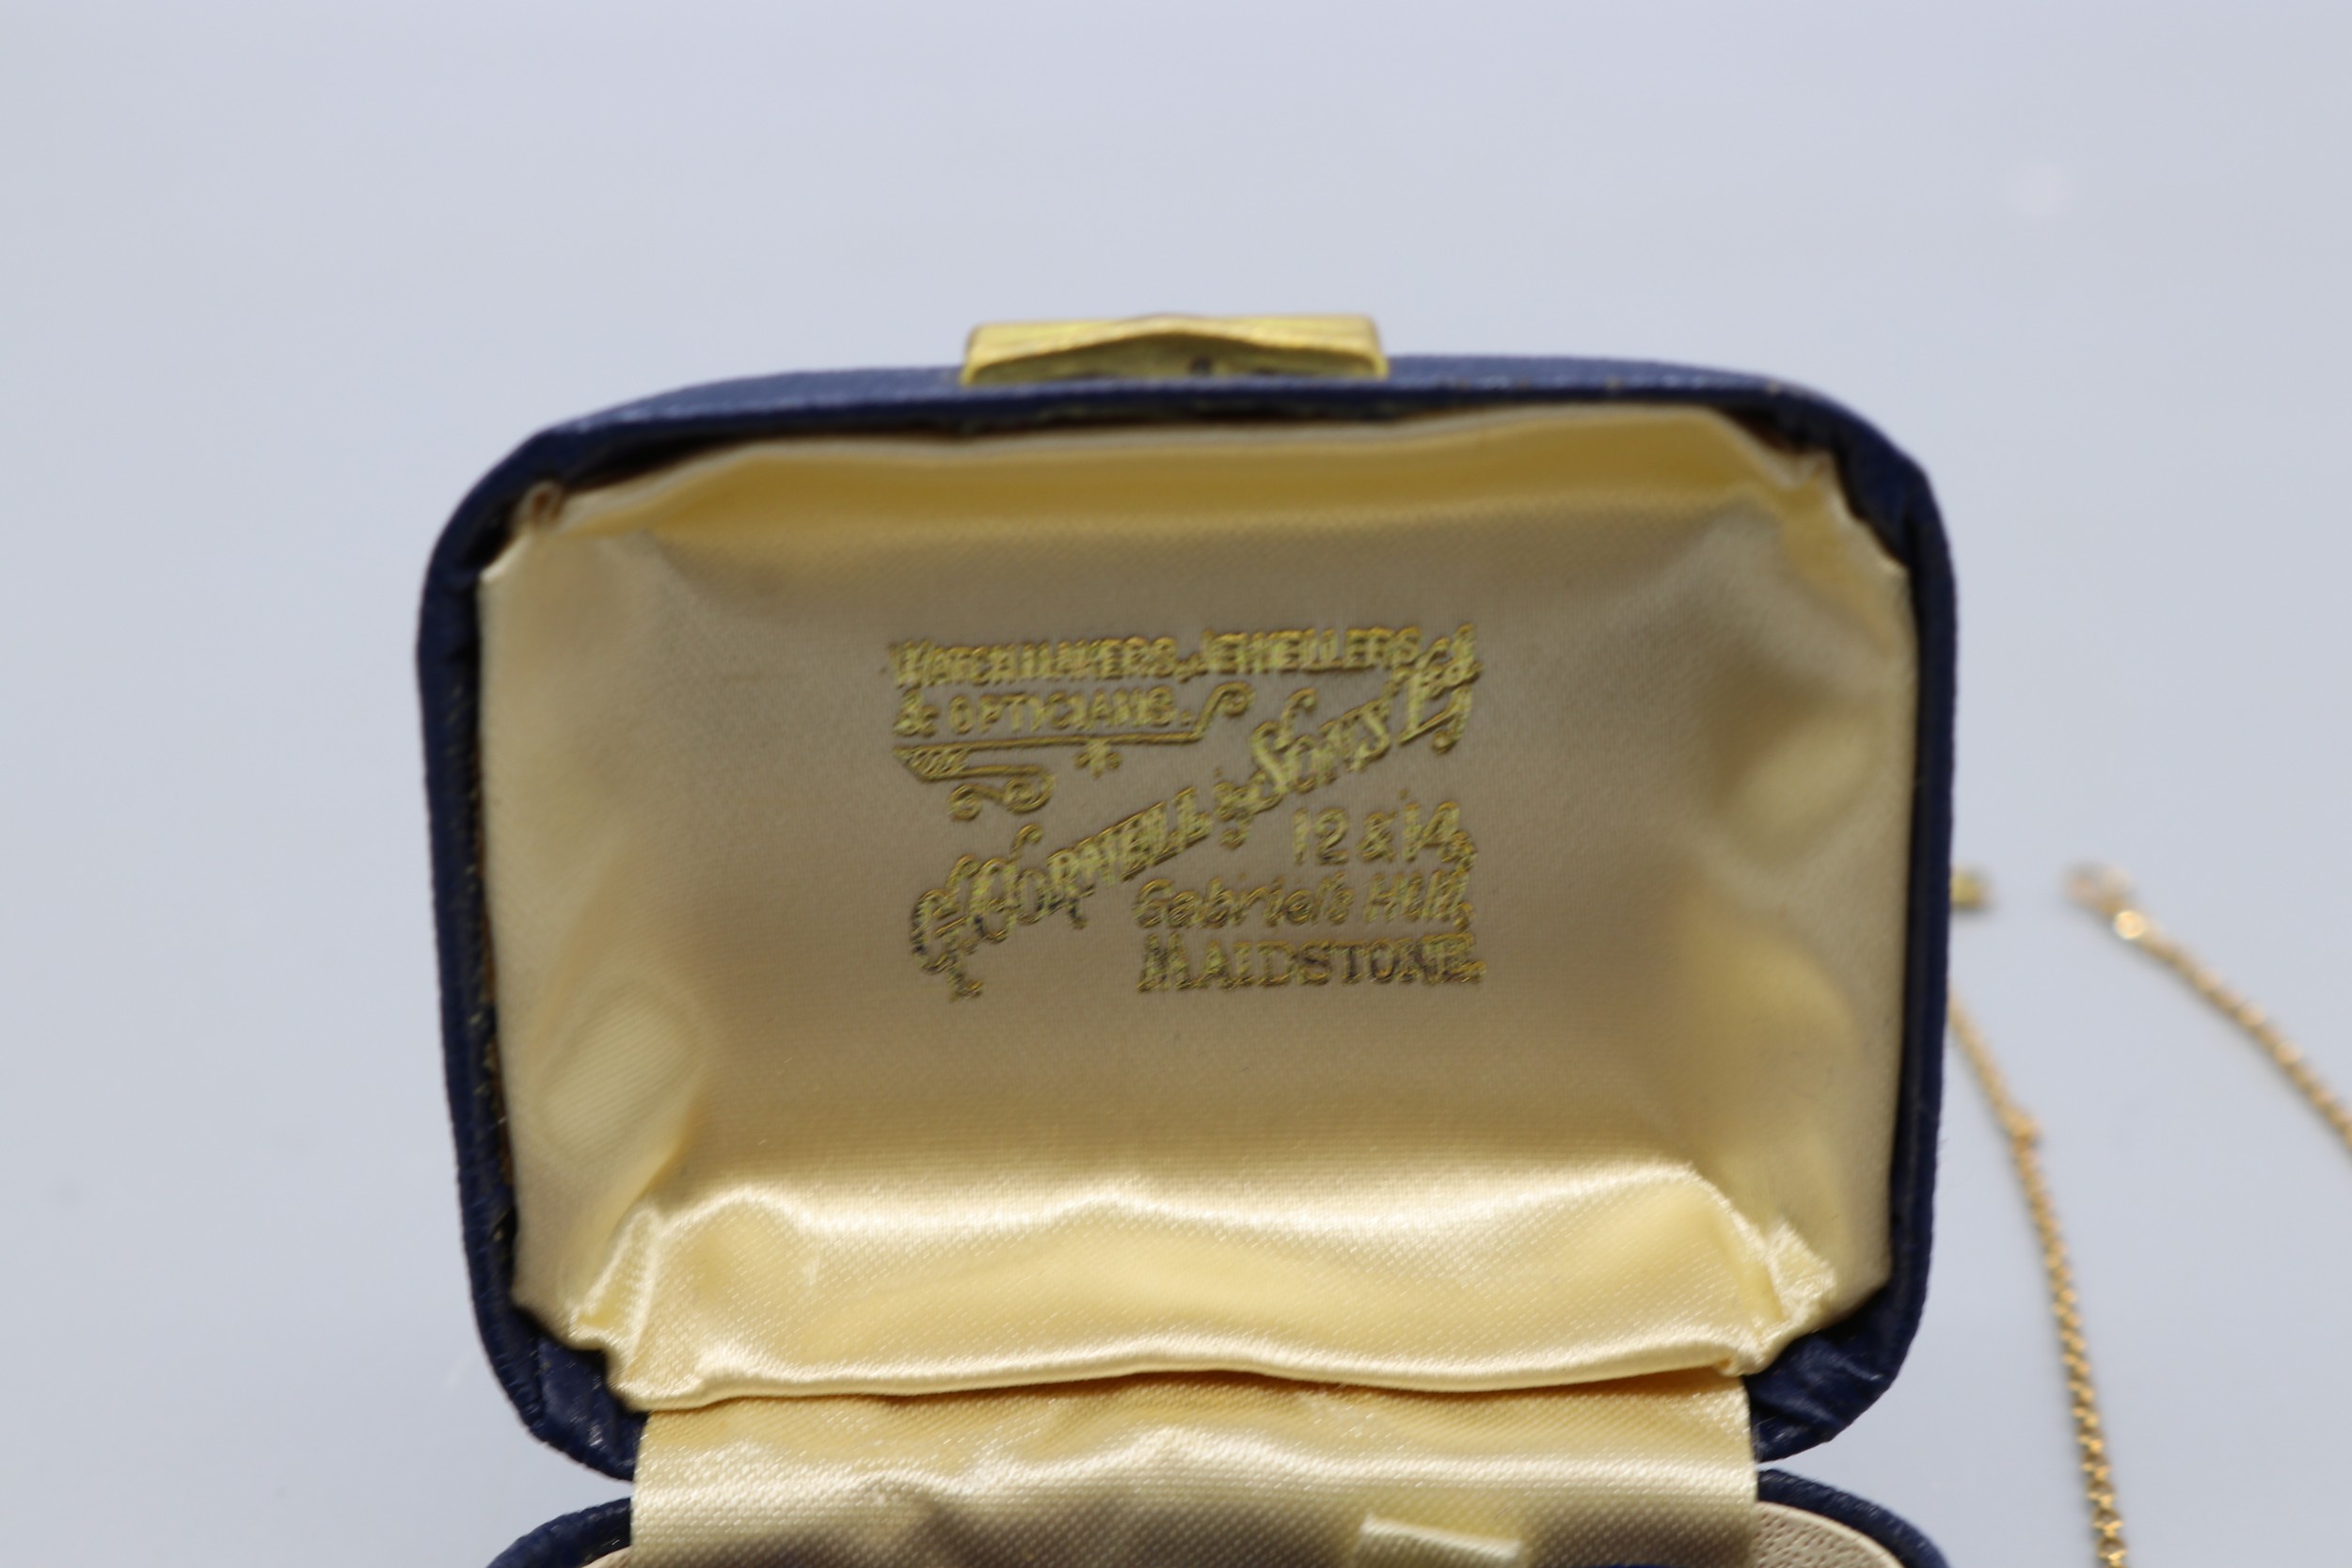 WATCHMAKERS, JEWELLERS
& OPTICIANS.
Cornell & Sons Ltd
12 & 14,
Gabriel's Hill,
MAIDSTONE.